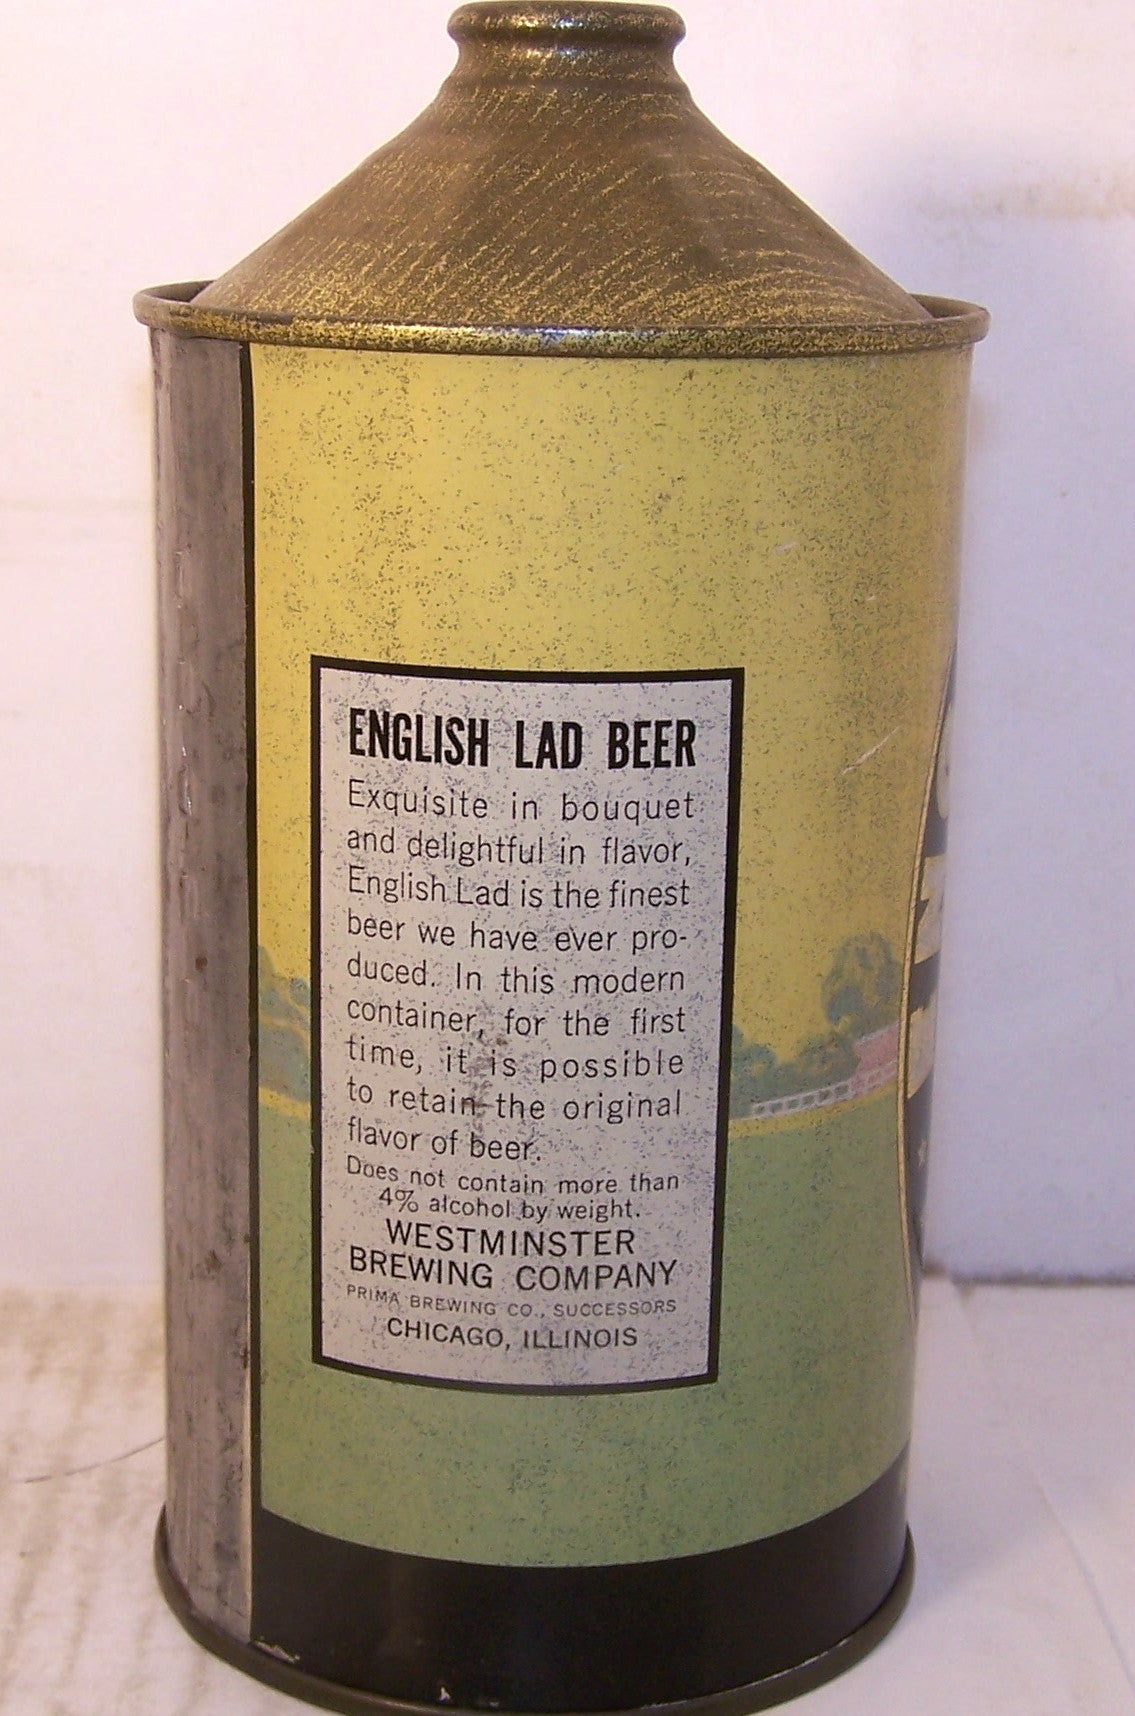 ENGLISH LAD BEER
Exquisite in bouquet
and delightful in flavor,
English Lad is the finest
beer we have ever pro-
duced. In this modern
container, for the first
time, it is possible
to retain the original
flavor of beer.
Does not contain more than
4% alcohol by weight.
WESTMINSTER
BREWING COMPANY
PRIMA BREWING CO., SUCCESSORS
CHICAGO, ILLINOIS